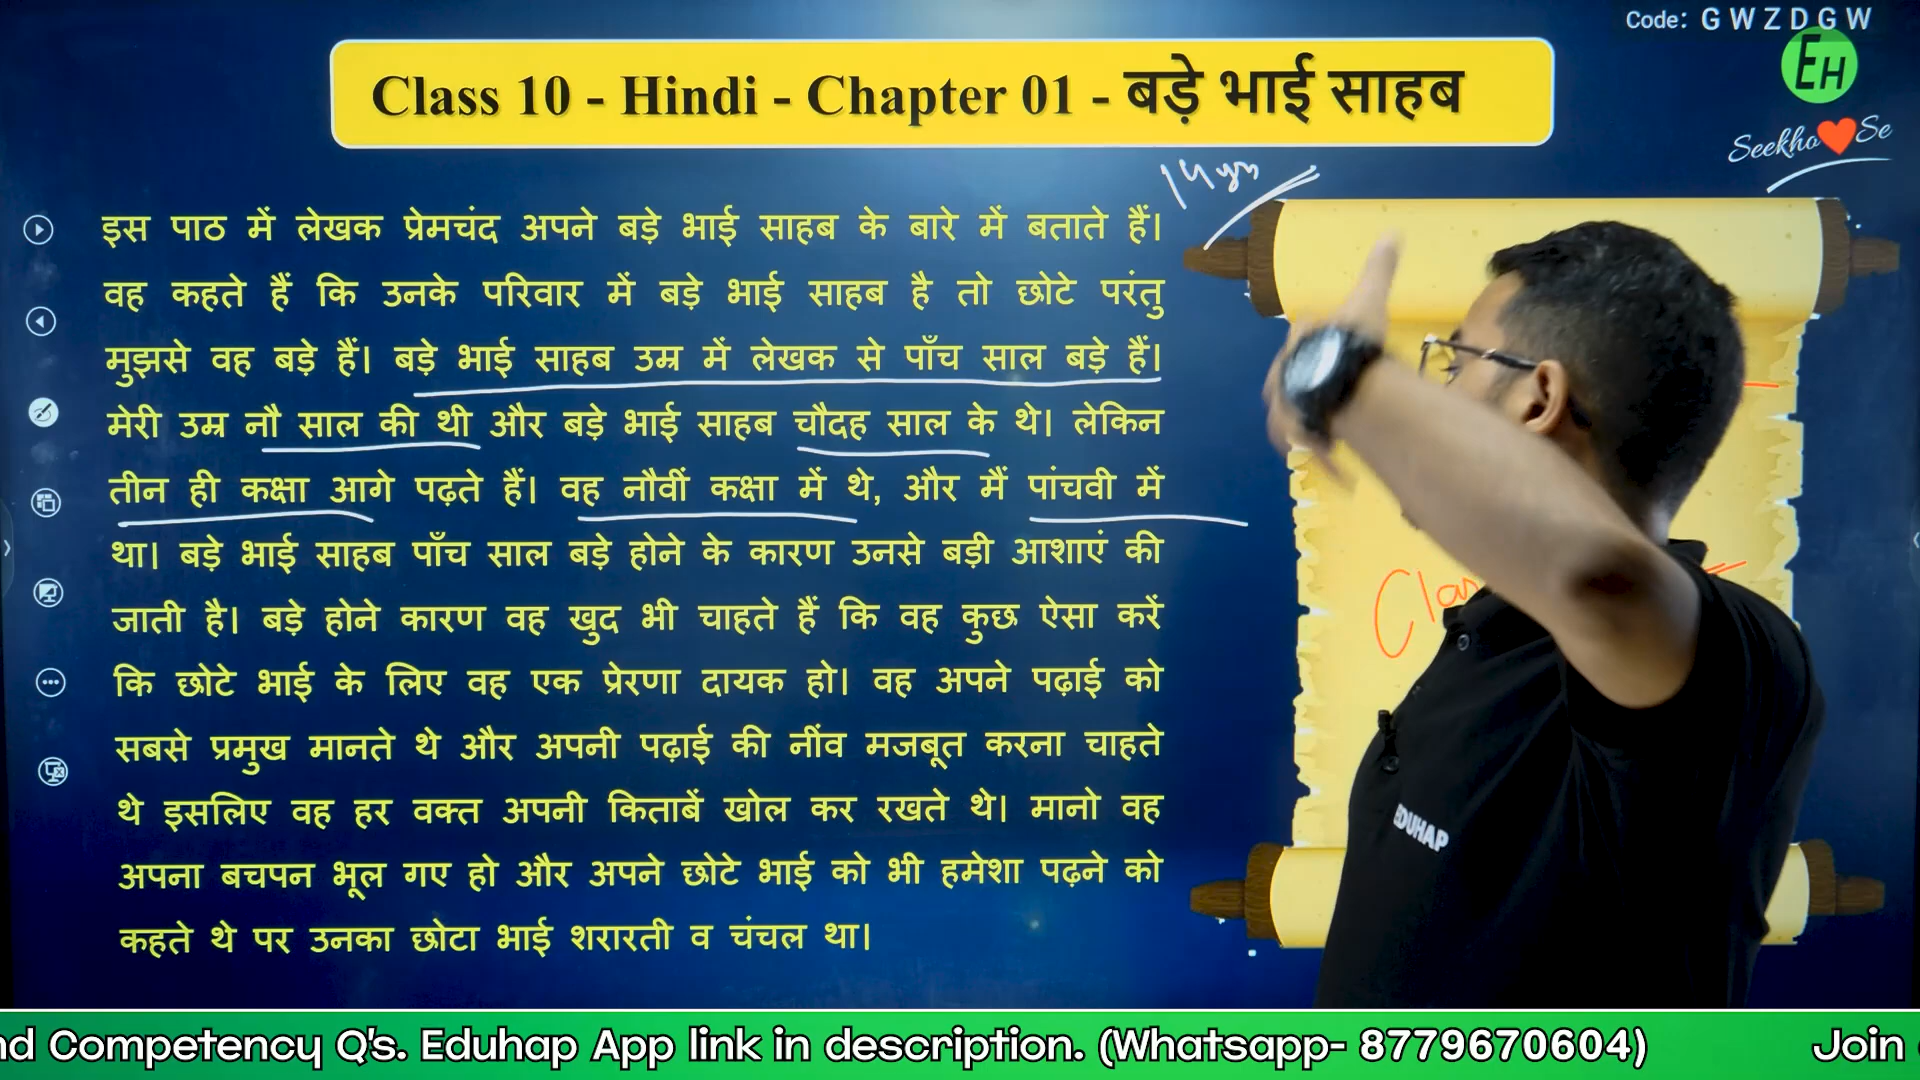 Code: G W Z D G W
EH
Class 10 - Hindi - Chapter 01 - बड़े भाई साहब
Seekho Se
14 yrs
इस पाठ में लेखक प्रेमचंद अपने बड़े भाई साहब के बारे में बताते हैं।
वह कहते हैं कि उनके परिवार में बड़े भाई साहब है तो छोटे परंतु
मुझसे वह बड़े हैं। बड़े भाई साहब उम्र में लेखक से पाँच साल बड़े हैं।
मेरी उम्र नौ साल की थी और बड़े भाई साहब चौदह साल के थे। लेकिन
तीन ही कक्षा आगे पढ़ते हैं। वह नौवीं कक्षा में थे, और मैं पांचवी में
था। बड़े भाई साहब पाँच साल बड़े होने के कारण उनसे बड़ी आशाएं की
जाती है। बड़े होने कारण वह खुद भी चाहते हैं कि वह कुछ ऐसा करें
कि छोटे भाई के लिए वह एक प्रेरणा दायक हो। वह अपने पढ़ाई को
सबसे प्रमुख मानते थे और अपनी पढ़ाई की नींव मजबूत करना चाहते
थे इसलिए वह हर वक्त अपनी किताबें खोल कर रखते थे। मानो वह
अपना बचपन भूल गए हो और अपने छोटे भाई को भी हमेशा पढ़ने को
कहते थे पर उनका छोटा भाई शरारती व चंचल था।
Clas
EDUHAP
nd Competency Q's. Eduhap App link in description. (Whatsapp- 8779670604) Join